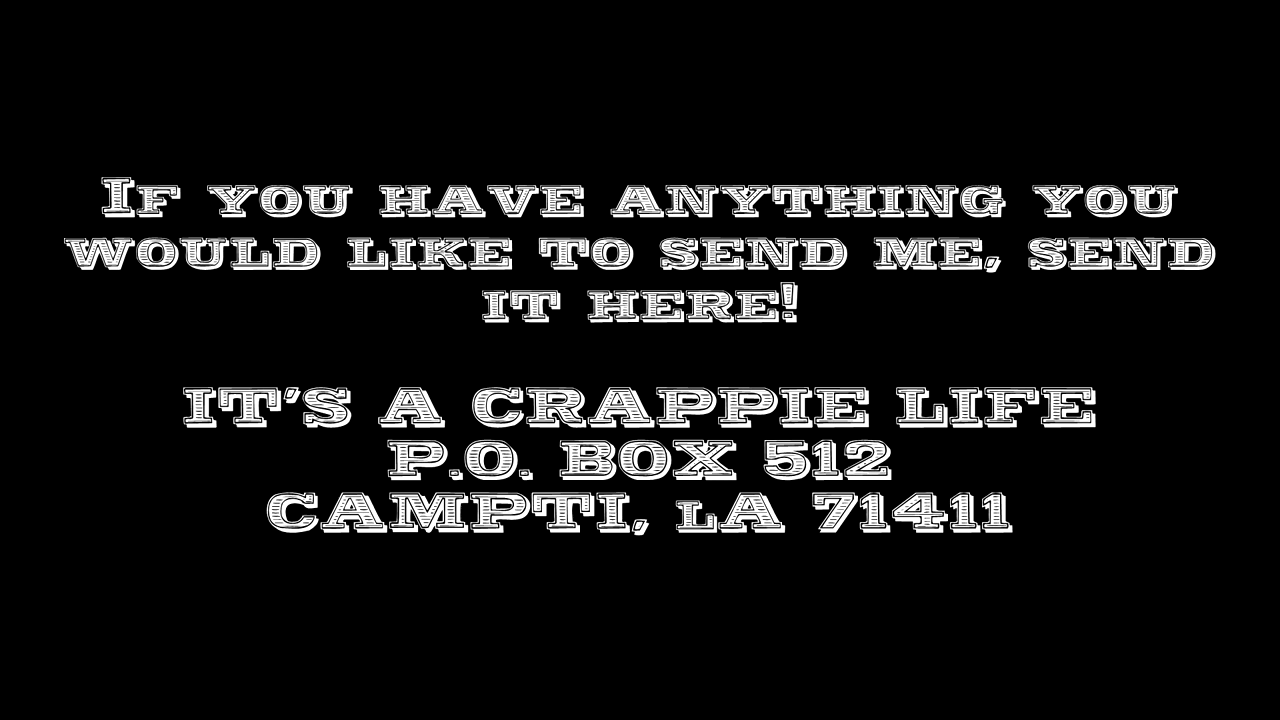 If you have anything you
would like to send me, send
it here!
IT'S A CRAPPIE LIFE
P.O. BOX 512
CAMPTI, lA 71411